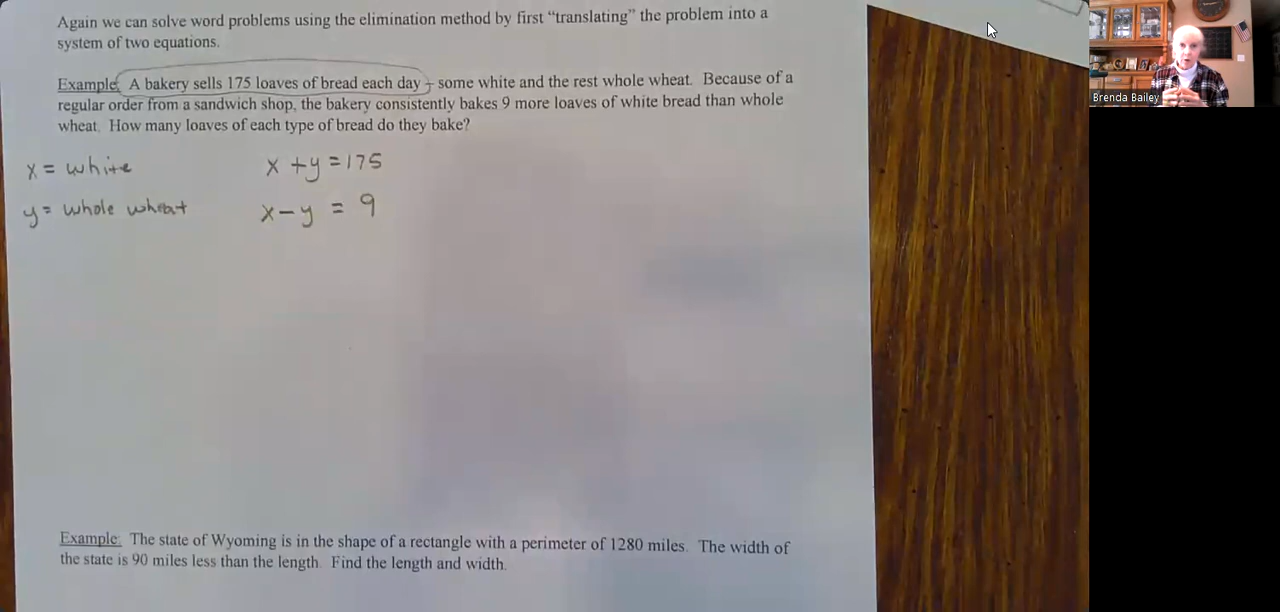 Again we can solve word problems using the elimination method by first “translating” the problem into a
system of two equations.
Example: A bakery sells 175 loaves of bread each day – some white and the rest whole wheat. Because of a
regular order from a sandwich shop, the bakery consistently bakes 9 more loaves of white bread than whole
wheat. How many loaves of each type of bread do they bake?
x = white
x + y = 175
y = whole wheat
x - y = 9
Example: The state of Wyoming is in the shape of a rectangle with a perimeter of 1280 miles. The width of
the state is 90 miles less than the length. Find the length and width.
Brenda Bailey